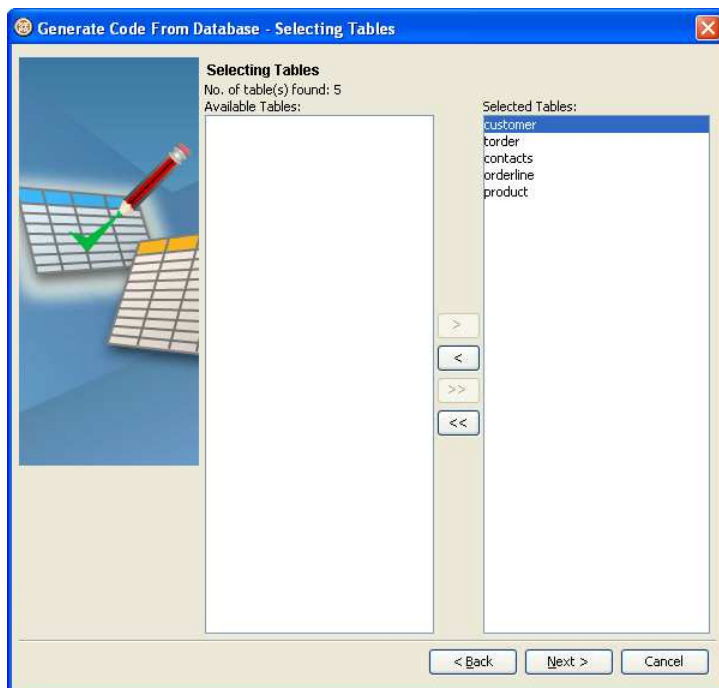 Generate Code From Database - Selecting Tables
Selecting Tables
No. of table(s) found: 5
Available Tables:
Selected Tables:
customer
torder
contacts
orderline
product
>
<
>>
<<
< Back
Next >
Cancel